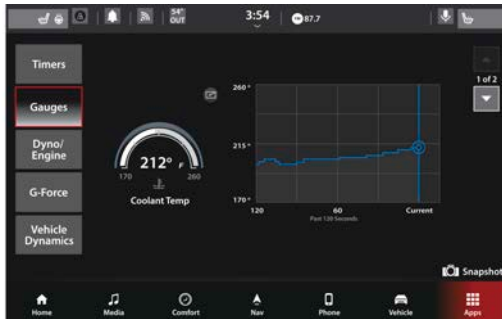 54°
OUT
3:54
FM 87.7
Timers
Gauges
Dyno/
Engine
G-Force
Vehicle
Dynamics
212° F
170
260
Coolant Temp
260°
215°
170°
120
60
Current
Past 120 Seconds
1 of 2
Snapshot
Home
Media
Comfort
Nav
Phone
Vehicle
Apps